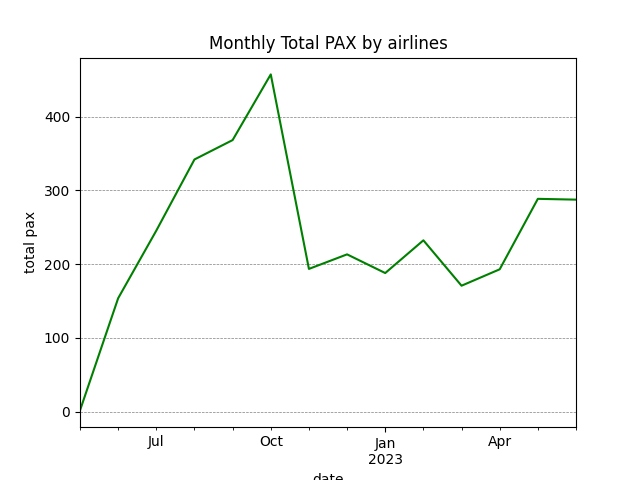 Monthly Total PAX by airlines
total pax
400
300
200
100
0
Jul
Oct
Jan
2023
Apr
date